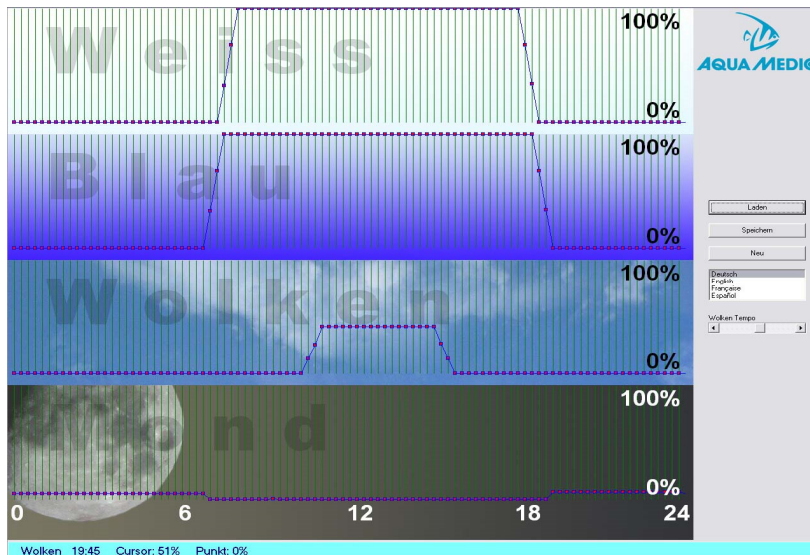 Weiss
100%
0%
Blau
100%
0%
Wolken
100%
0%
Mond
100%
0%
0 6 12 18 24
Wolken 19:45 Cursor: 51% Punkt: 0%
AQUA MEDIC
Laden
Speichern
Neu
Deutsch
English
Française
Español
Wolken Tempo